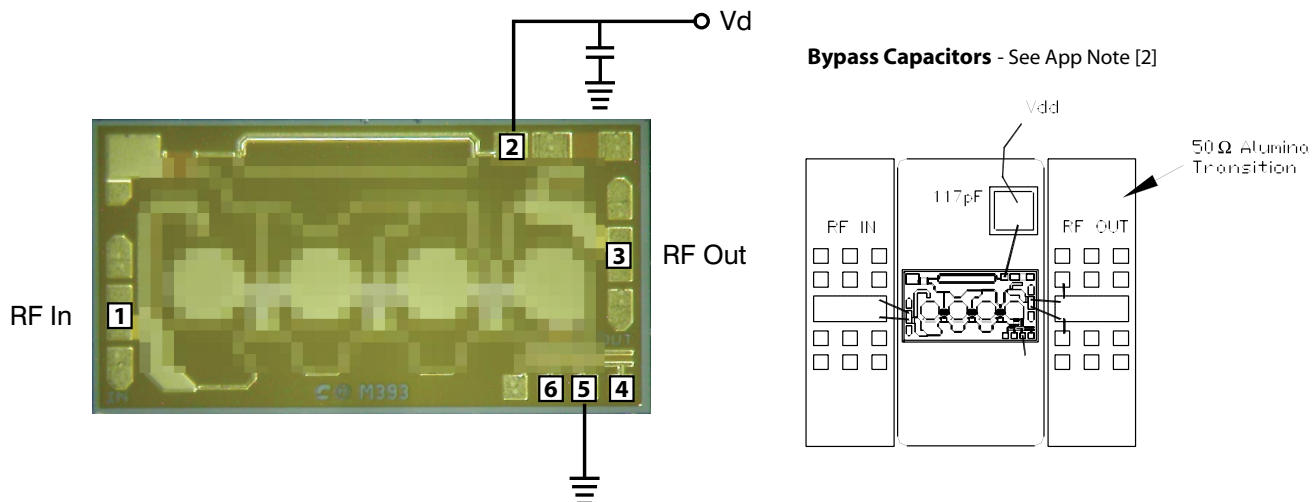 Vd
2
3
RF Out
RF In
1
OUT
6
5
4
IN
M393
Bypass Capacitors - See App Note [2]
Vdd
50 Ω Alumina
Transition
117pF
RF IN
RF OUT